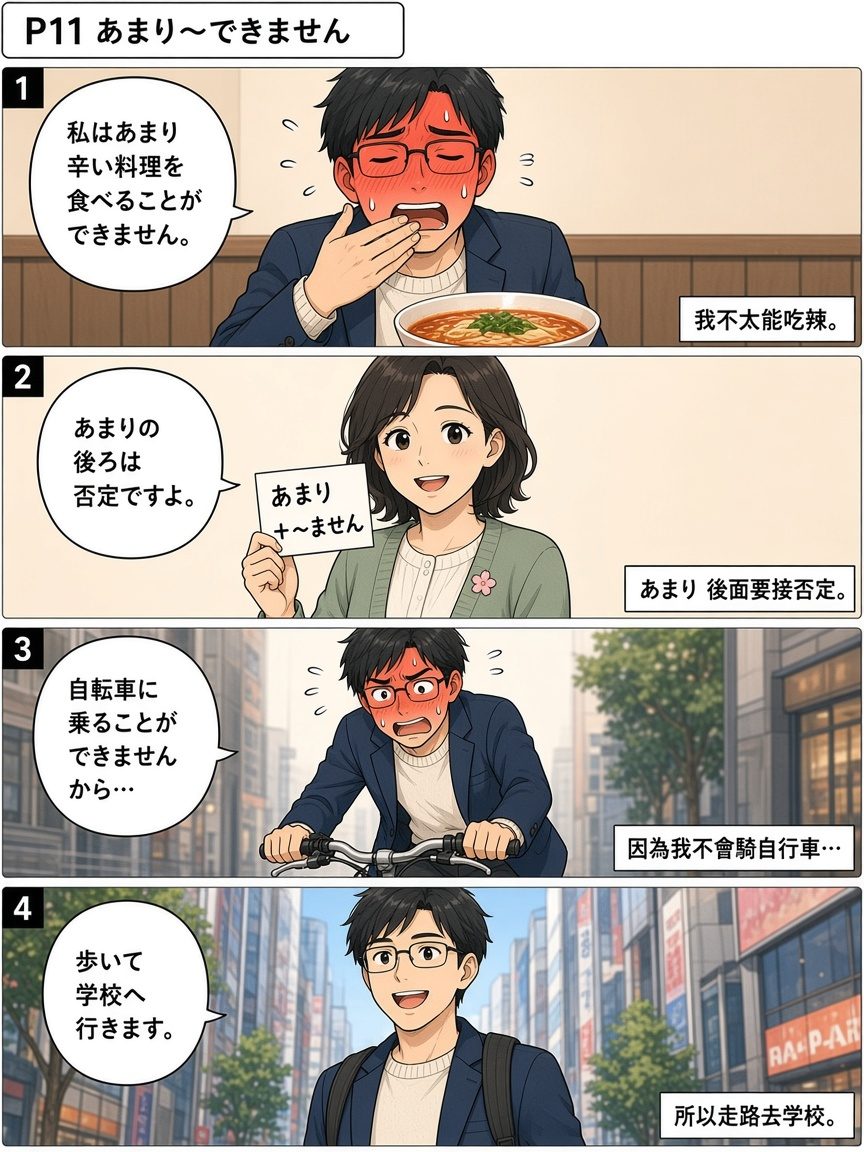 P11 あまり～できません
1
私はあまり
辛い料理を
食べることが
できません。
我不太能吃辣。
2
あまりの
後ろは
否定ですよ。
あまり
+～ません
あまり 後面要接否定。
3
自転車に
乗ることが
できません
から…
因為我不會騎自行車…
4
歩いて
学校へ
行きます。
所以走路去學校。